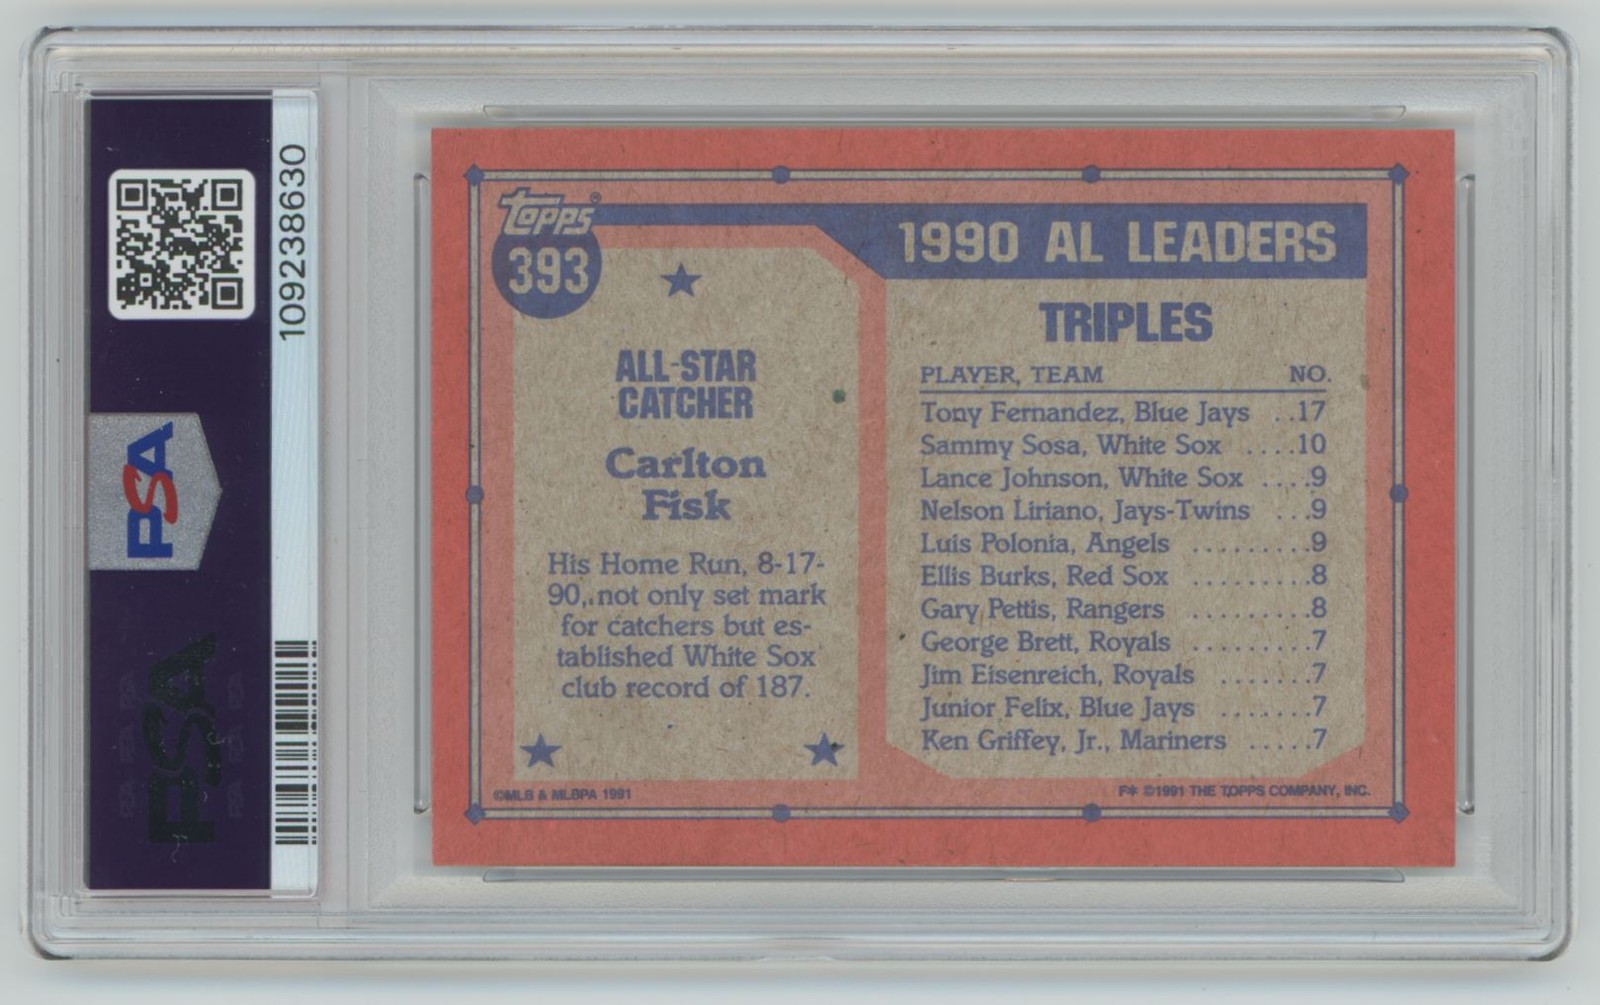 109238630
PSA
PSA
Topps®
393
ALL-STAR
CATCHER
Carlton
Fisk
His Home Run, 8-17-
90, not only set mark
for catchers but es-
tablished White Sox
club record of 187.
©MLB & MLBPA 1991
1990 AL LEADERS
TRIPLES
PLAYER, TEAM NO.
Tony Fernandez, Blue Jays ..17
Sammy Sosa, White Sox ....10
Lance Johnson, White Sox ....9
Nelson Liriano, Jays-Twins ...9
Luis Polonia, Angels .........9
Ellis Burks, Red Sox .........8
Gary Pettis, Rangers .........8
George Brett, Royals .........7
Jim Eisenreich, Royals .......7
Junior Felix, Blue Jays .......7
Ken Griffey, Jr., Mariners .....7
F* ©1991 THE TOPPS COMPANY, INC.